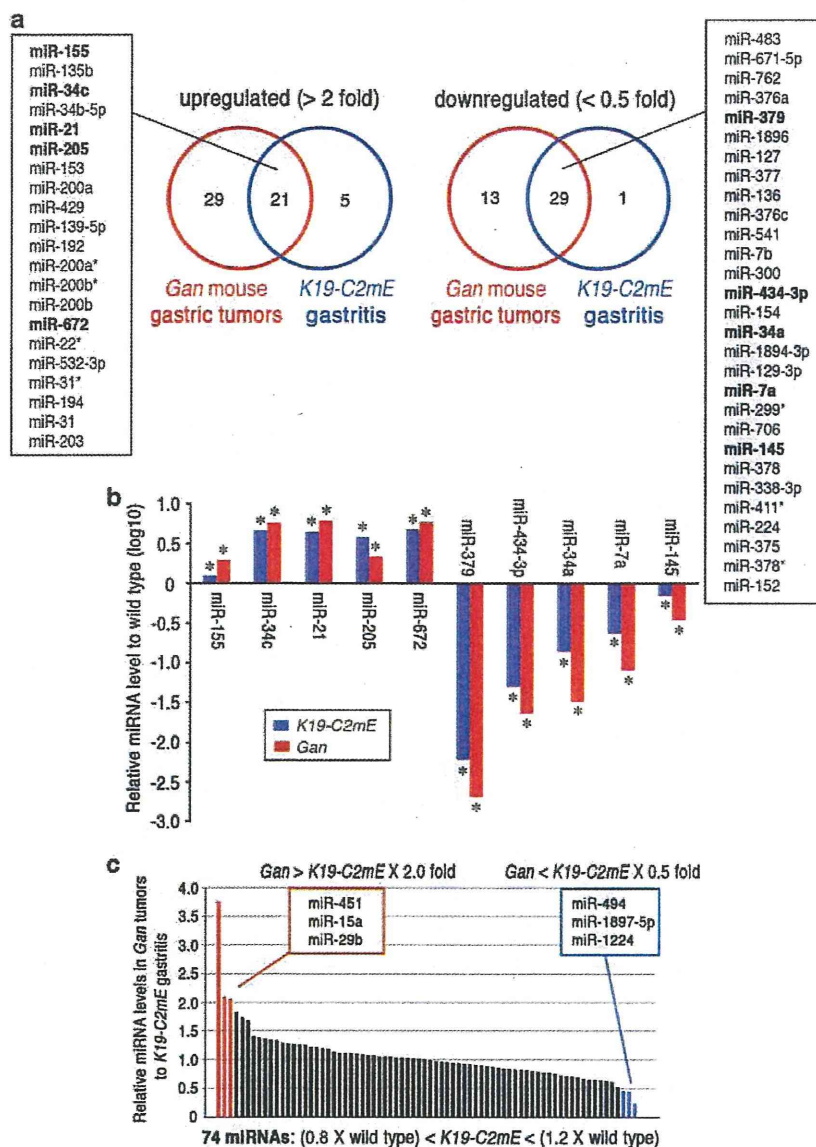 a
miR-155
miR-135b
miR-34c
miR-34b-5p
miR-21
miR-205
miR-153
miR-200a
miR-429
miR-139-5p
miR-192
miR-200a*
miR-200b*
miR-200b
miR-672
miR-22*
miR-532-3p
miR-31*
miR-194
miR-31
miR-203
upregulated (> 2 fold)
29
21
5
Gan mouse
gastric tumors
K19-C2mE
gastritis
downregulated (< 0.5 fold)
13
29
1
Gan mouse
gastric tumors
K19-C2mE
gastritis
miR-483
miR-671-5p
miR-762
miR-376a
miR-379
miR-1896
miR-127
miR-377
miR-136
miR-376c
miR-541
miR-7b
miR-300
miR-434-3p
miR-154
miR-34a
miR-1894-3p
miR-129-3p
miR-7a
miR-299*
miR-706
miR-145
miR-378
miR-338-3p
miR-411*
miR-224
miR-375
miR-378*
miR-152
b
Relative miRNA level to wild type (log10)
1.0
0.5
0
-0.5
-1.0
-1.5
-2.0
-2.5
-3.0
* * * * * * * * * *
miR-155
miR-34c
miR-21
miR-205
miR-672
miR-379
miR-434-3p
miR-34a
miR-7a
miR-145
* * * * * * * * * *
K19-C2mE
Gan
c
Gan > K19-C2mE X 2.0 fold
Gan < K19-C2mE X 0.5 fold
Relative miRNA levels in Gan tumors
to K19-C2mE gastritis
4.0
3.5
3.0
2.5
2.0
1.5
1.0
0.5
0
miR-451
miR-15a
miR-29b
miR-494
miR-1897-5p
miR-1224
74 miRNAs: (0.8 X wild type) < K19-C2mE < (1.2 X wild type)